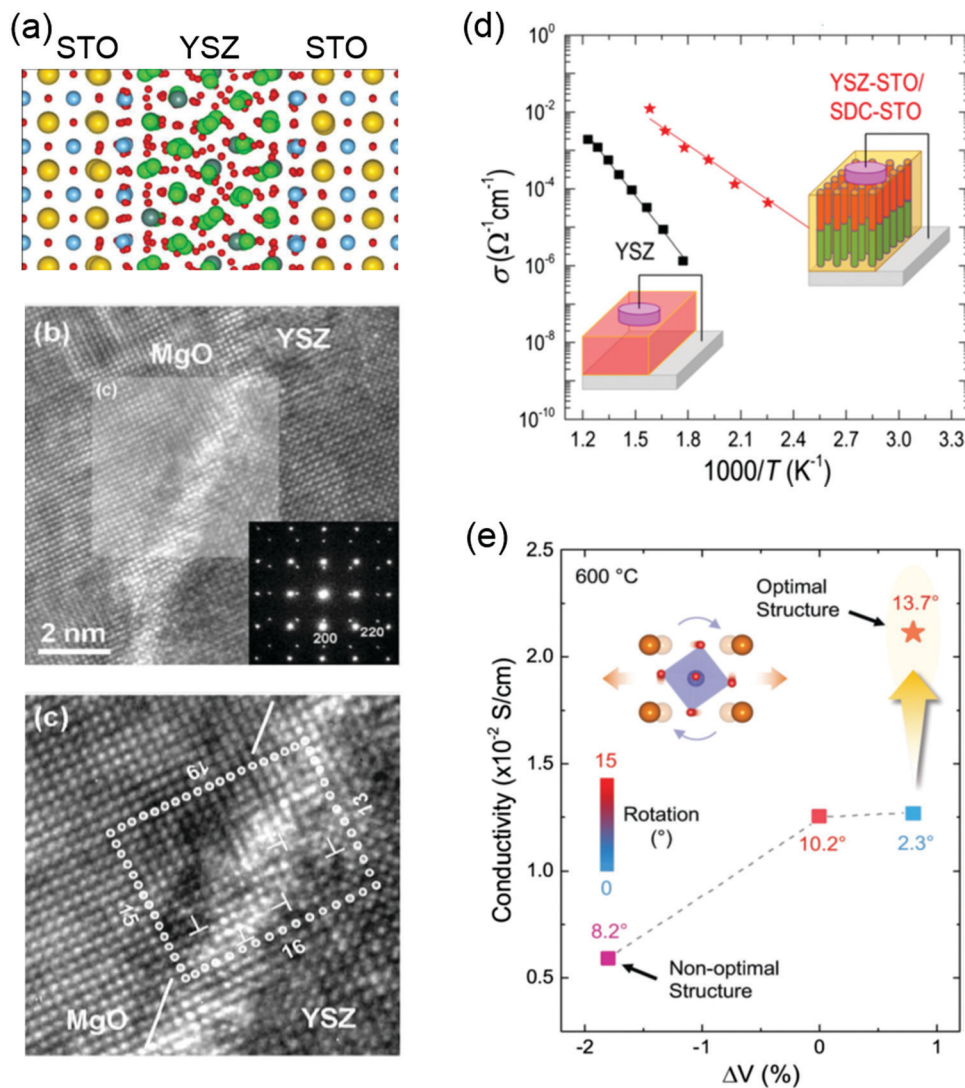 (a)
STO YSZ STO
(b)
MgO
YSZ
(c)
2 nm
200
220
(c)
19
13
15
16
MgO
YSZ
(d)
10⁰
10⁻²
10⁻⁴
10⁻⁶
10⁻⁸
10⁻¹⁰
σ (Ω⁻¹cm⁻¹)
YSZ-STO/
SDC-STO
YSZ
1.2 1.5 1.8 2.1 2.4 2.7 3.0 3.3
1000/T (K⁻¹)
(e)
2.5
2.0
1.5
1.0
0.5
Conductivity (x10⁻² S/cm)
600 °C
Optimal
Structure
13.7°
15
Rotation
(°)
0
10.2°
2.3°
8.2°
Non-optimal
Structure
-2 -1 0 1
ΔV (%)